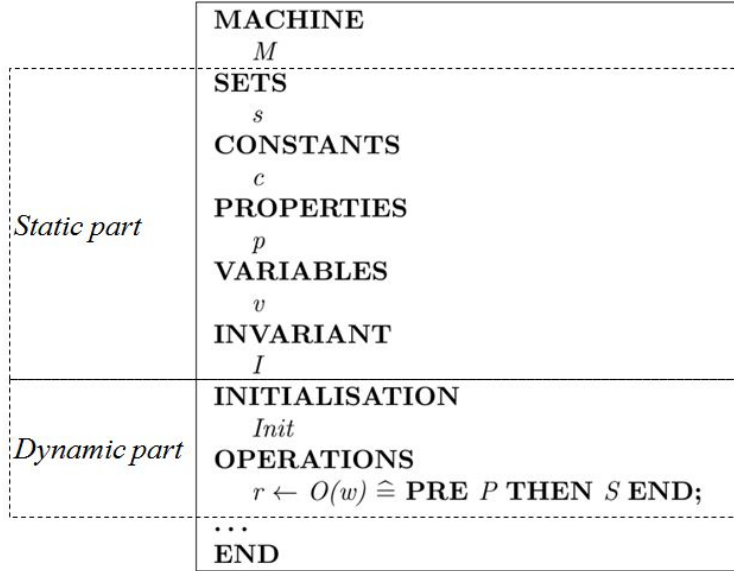 MACHINE
M
SETS
s
CONSTANTS
c
PROPERTIES
p
Static part
VARIABLES
v
INVARIANT
I
INITIALISATION
Init
Dynamic part
OPERATIONS
r ← O(w) ≙ PRE P THEN S END;
...
END